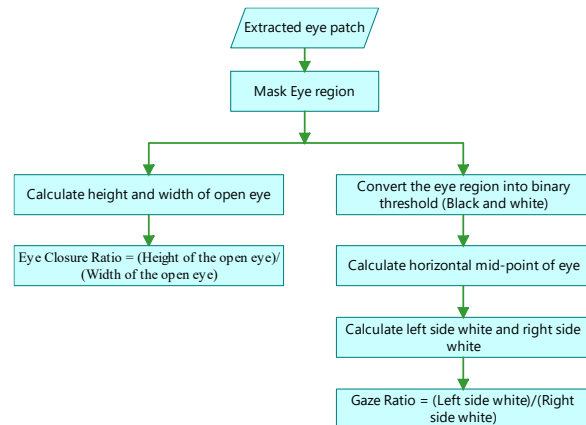 Extracted eye patch
Mask Eye region
Calculate height and width of open eye
Eye Closure Ratio = (Height of the open eye)/
(Width of the open eye)
Convert the eye region into binary
threshold (Black and white)
Calculate horizontal mid-point of eye
Calculate left side white and right side
white
Gaze Ratio = (Left side white)/(Right
side white)